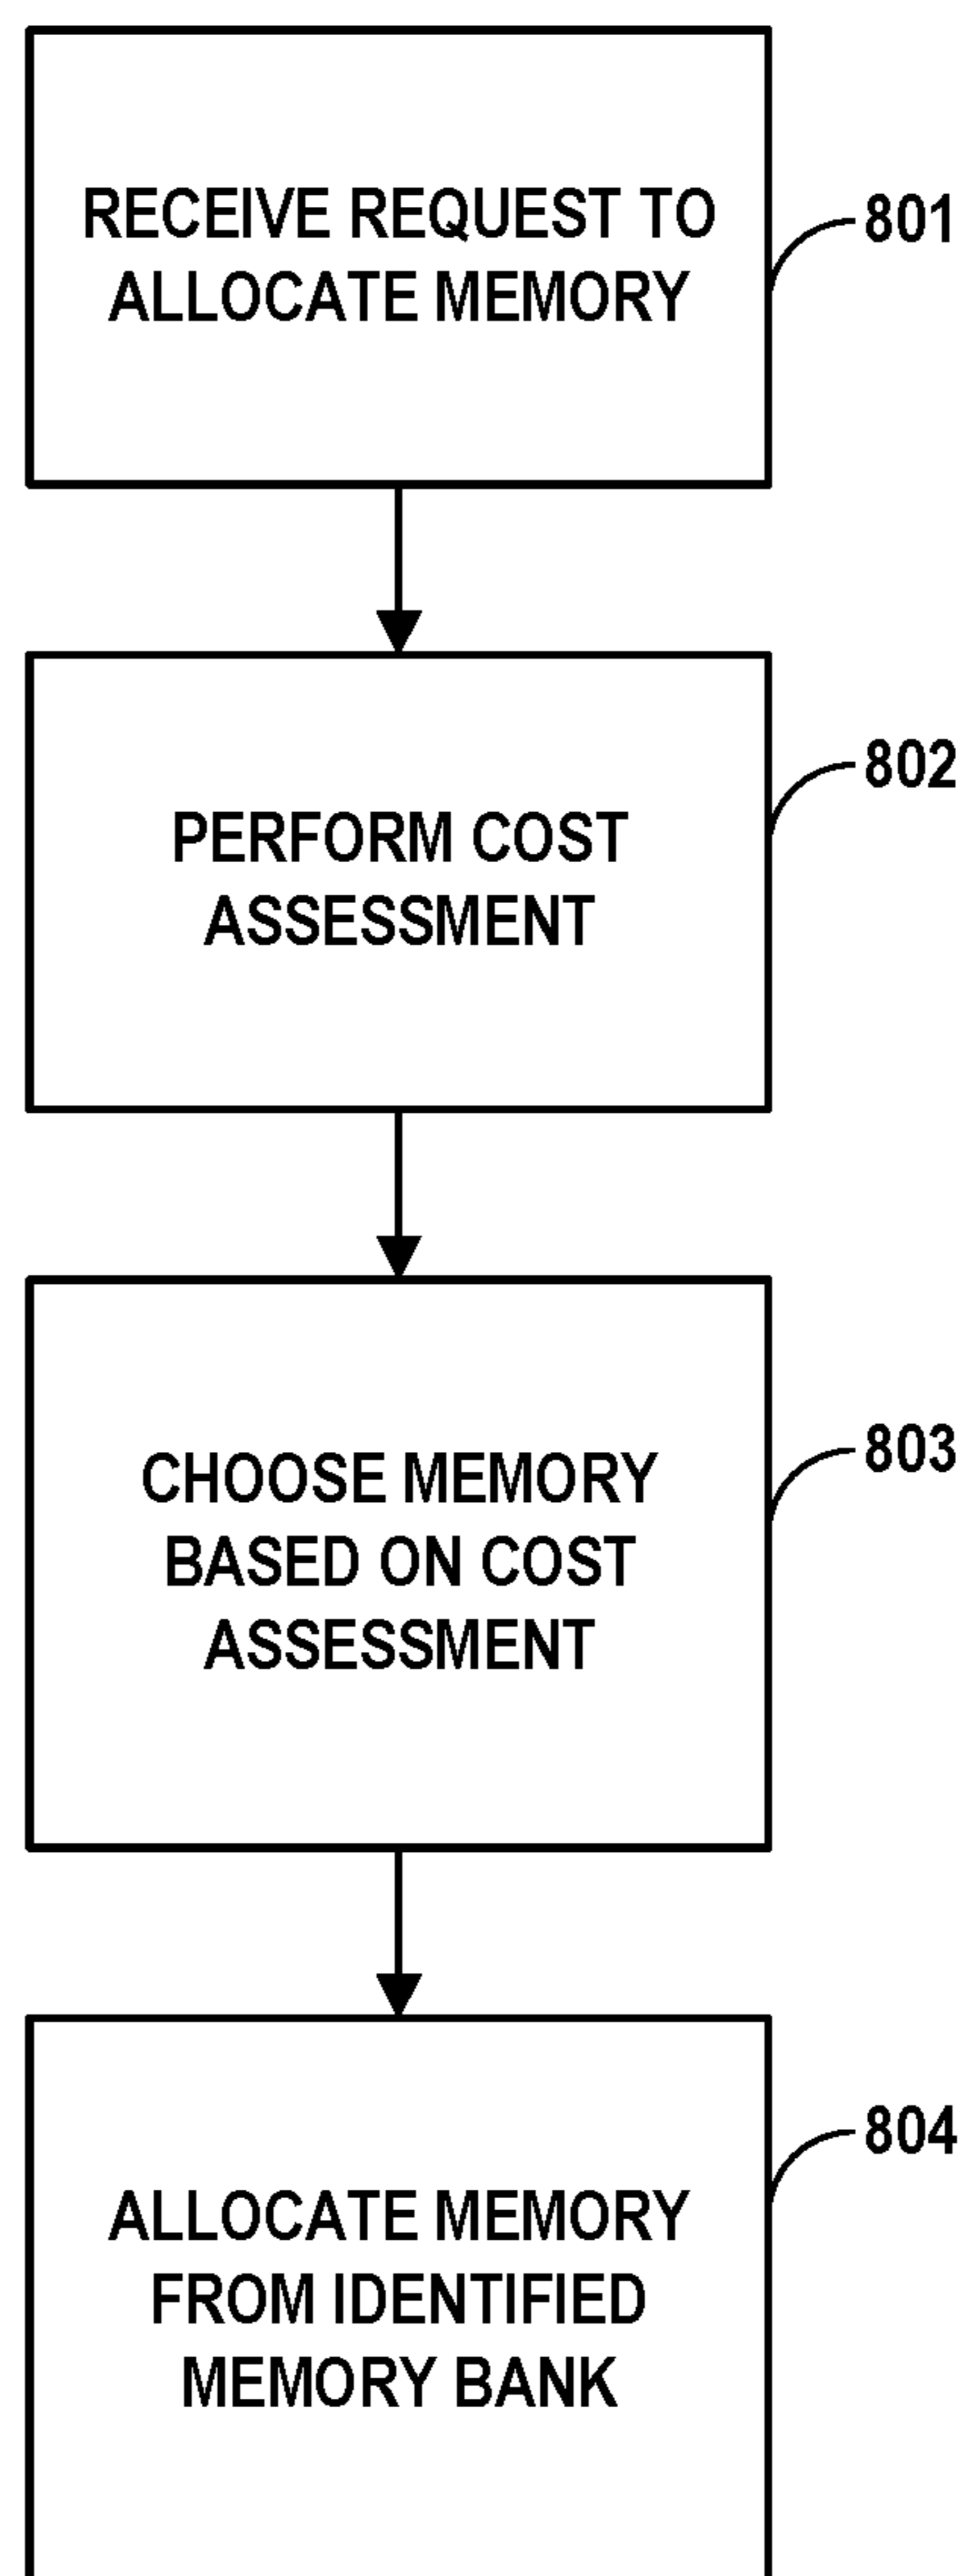 RECEIVE REQUEST TO
ALLOCATE MEMORY
801
PERFORM COST
ASSESSMENT
802
CHOOSE MEMORY
BASED ON COST
ASSESSMENT
803
ALLOCATE MEMORY
FROM IDENTIFIED
MEMORY BANK
804